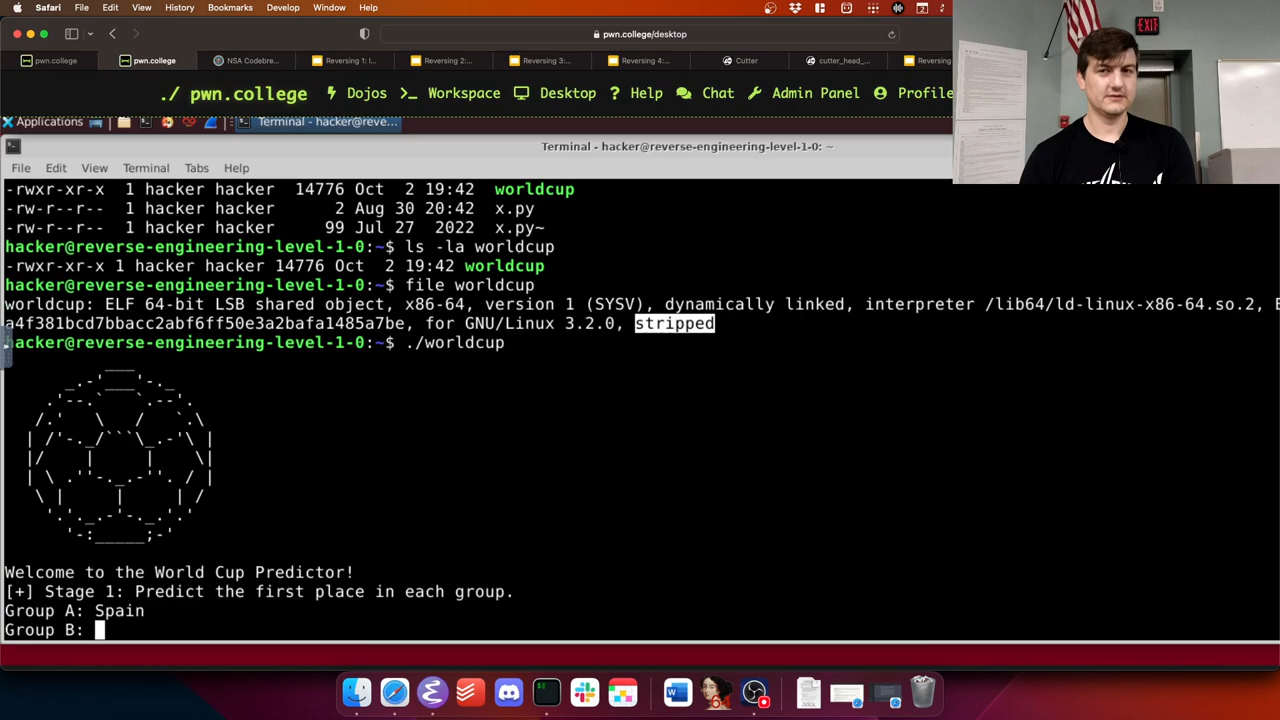 Safari File Edit View History Bookmarks Develop Window Help
pwn.college/desktop
pwn.college pwn.college NSA Codebre... Reversing 1: I... Reversing 2:... Reversing 3:... Reversing 4:... Cutter cutter_head_... Reversing
./ pwn.college Dojos Workspace Desktop Help Chat Admin Panel Profile
EXIT
Applications Terminal - hacker@reve...
Terminal - hacker@reverse-engineering-level-1-0: ~
File Edit View Terminal Tabs Help
-rwxr-xr-x 1 hacker hacker 14776 Oct 2 19:42 worldcup
-rw-r--r-- 1 hacker hacker 2 Aug 30 20:42 x.py
-rw-r--r-- 1 hacker hacker 99 Jul 27 2022 x.py~
hacker@reverse-engineering-level-1-0:~$ ls -la worldcup
-rwxr-xr-x 1 hacker hacker 14776 Oct 2 19:42 worldcup
hacker@reverse-engineering-level-1-0:~$ file worldcup
worldcup: ELF 64-bit LSB shared object, x86-64, version 1 (SYSV), dynamically linked, interpreter /lib64/ld-linux-x86-64.so.2,
a4f381bcd7bbacc2abf6ff50e3a2bafa1485a7be, for GNU/Linux 3.2.0, stripped
hacker@reverse-engineering-level-1-0:~$ ./worldcup
Welcome to the World Cup Predictor!
[+] Stage 1: Predict the first place in each group.
Group A: Spain
Group B: